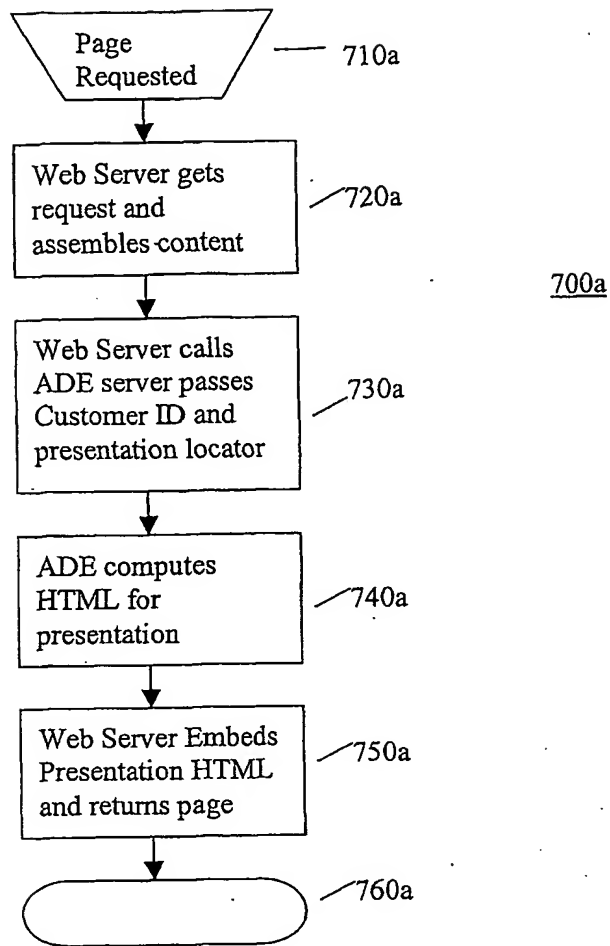 Page
Requested
710a
Web Server gets
request and
assembles content
720a
700a
Web Server calls
ADE server passes
Customer ID and
presentation locator
730a
ADE computes
HTML for
presentation
740a
Web Server Embeds
Presentation HTML
and returns page
750a
760a